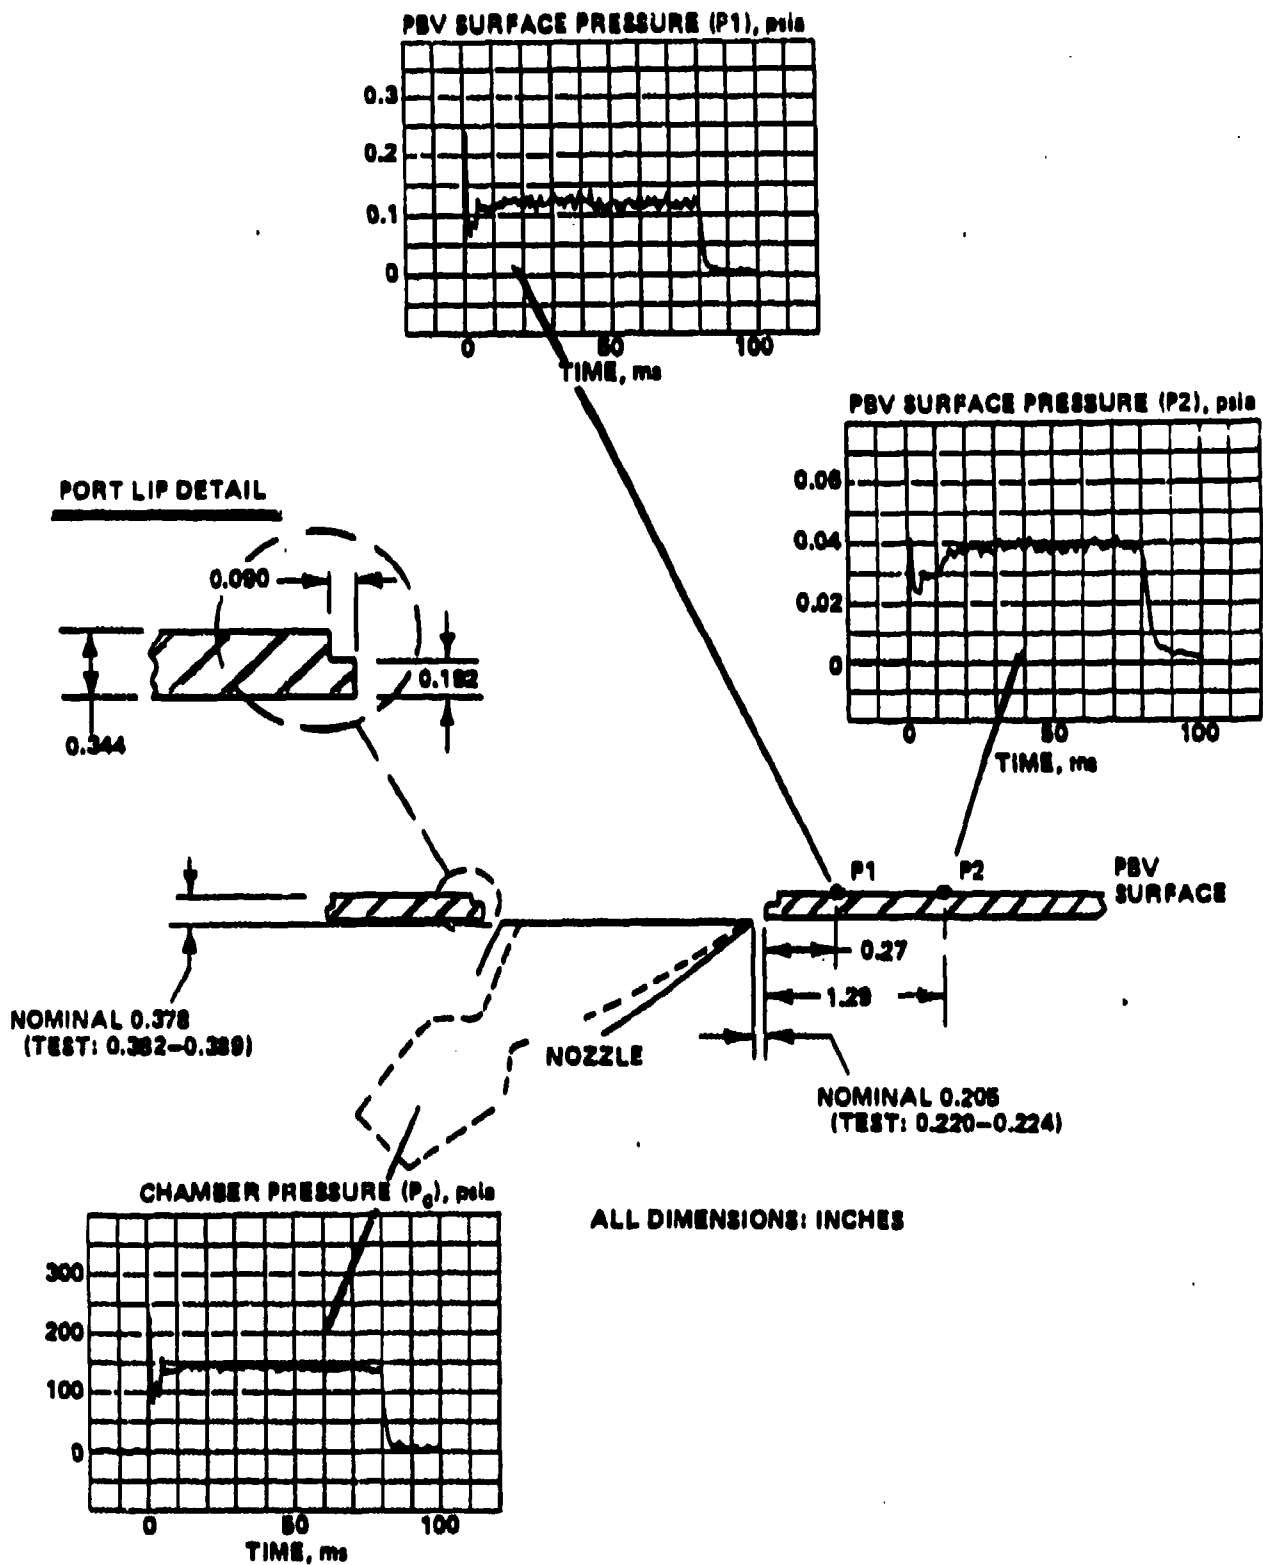 PBV SURFACE PRESSURE (P1), psia
0.3
0.2
0.1
0
0 50 100
TIME, ms
PBV SURFACE PRESSURE (P2), psia
0.06
0.04
0.02
0
0 50 100
TIME, ms
PORT LIP DETAIL
0.090
0.192
0.344
P1
P2
PBV
SURFACE
0.27
1.29
NOMINAL 0.378
(TEST: 0.382-0.389)
NOZZLE
NOMINAL 0.205
(TEST: 0.220-0.224)
CHAMBER PRESSURE (Pc), psia
300
200
100
0
0 50 100
TIME, ms
ALL DIMENSIONS: INCHES